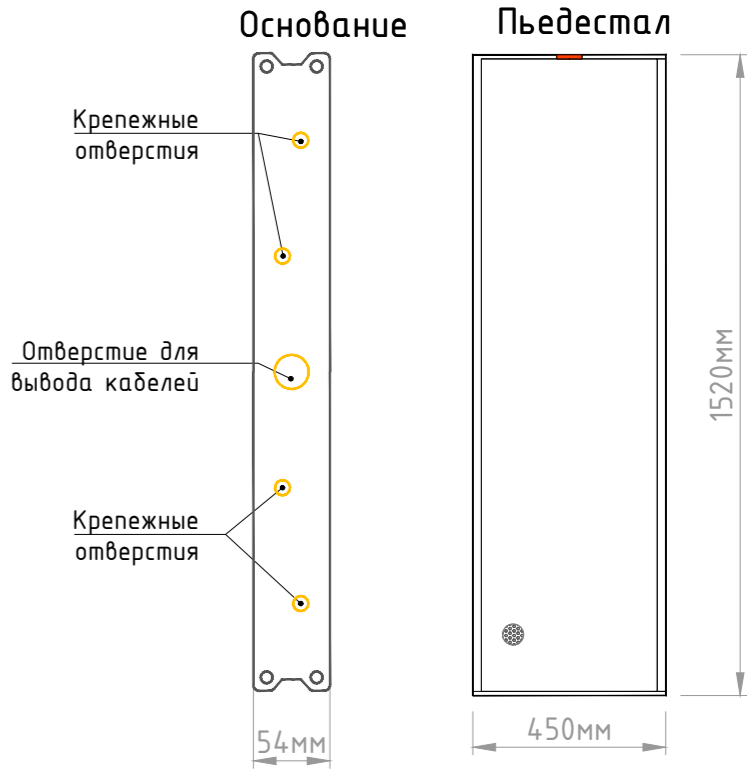 Основание
Пьедестал
Крепежные
отверстия
Отверстие для
вывода кабелей
Крепежные
отверстия
1520мм
54мм
450мм